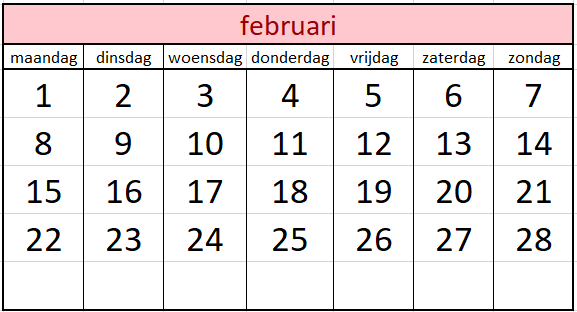 februari
maandag dinsdag woensdag donderdag vrijdag zaterdag zondag
1 2 3 4 5 6 7
8 9 10 11 12 13 14
15 16 17 18 19 20 21
22 23 24 25 26 27 28